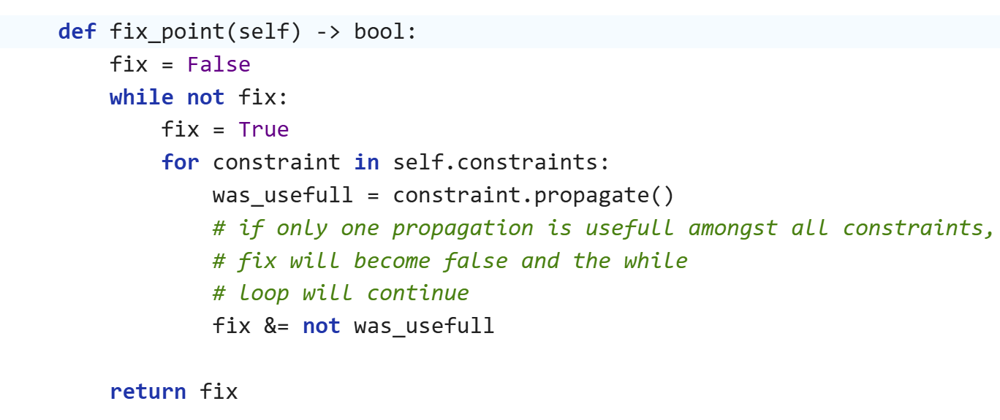 def fix_point(self) -> bool:
    fix = False
    while not fix:
        fix = True
        for constraint in self.constraints:
            was_usefull = constraint.propagate()
            # if only one propagation is usefull amongst all constraints,
            # fix will become false and the while
            # loop will continue
            fix &= not was_usefull
    return fix